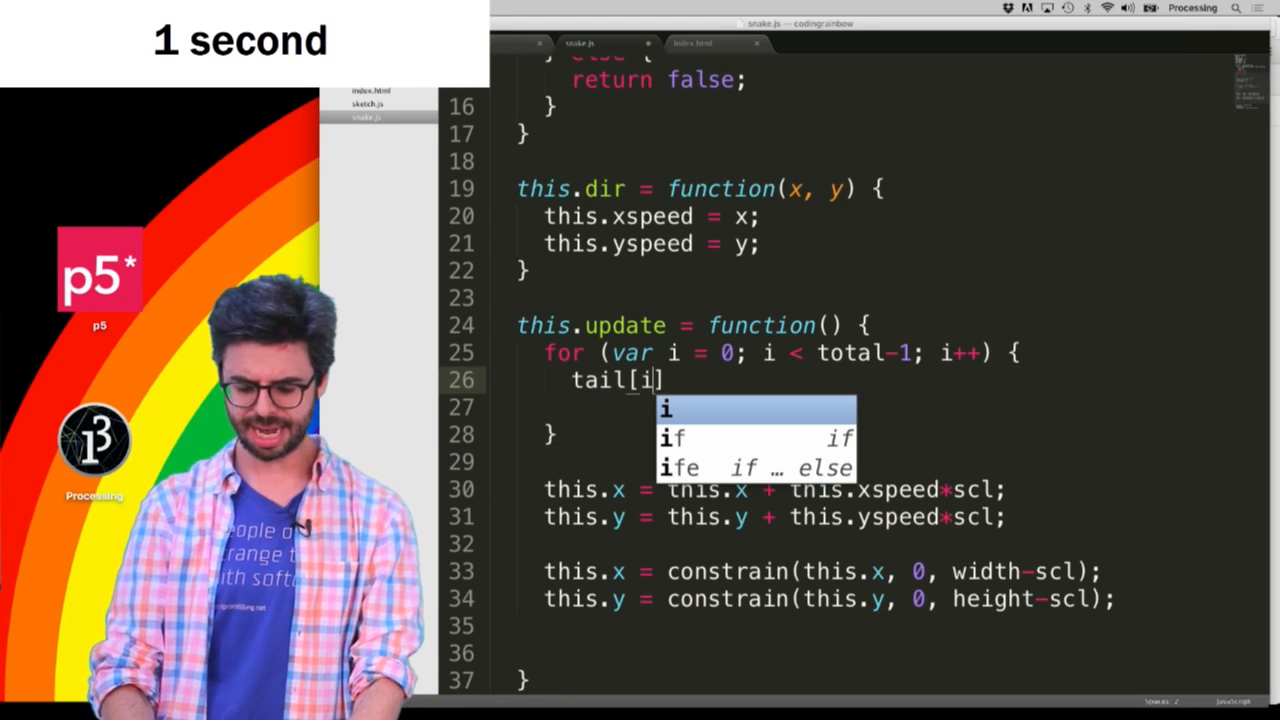 1 second
Processing
snake.js — codingrainbow
snake.js
index.html
index.html
sketch.js
snake.js
} else {
return false;
16 }
17 }
18
19 this.dir = function(x, y) {
20 this.xspeed = x;
21 this.yspeed = y;
22 }
23
24 this.update = function() {
25 for (var i = 0; i < total-1; i++) {
26 tail[i]
27
28 }
29
30 this.x = this.x + this.xspeed*scl;
31 this.y = this.y + this.yspeed*scl;
32
33 this.x = constrain(this.x, 0, width-scl);
34 this.y = constrain(this.y, 0, height-scl);
35
36
37 }
i
if if
ife if … else
p5*
p5
Processing
JavaScript